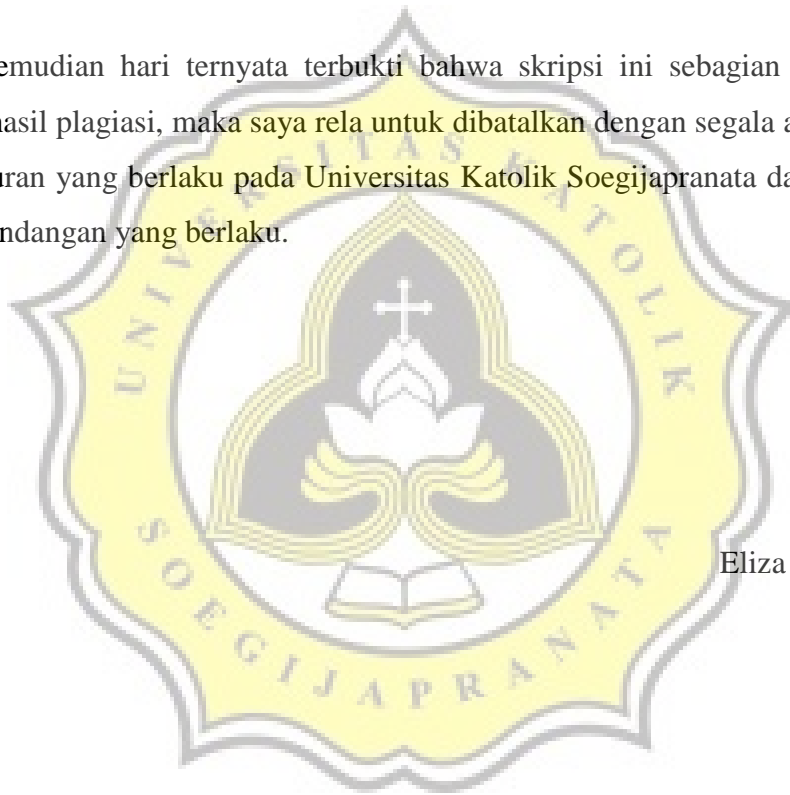 emudian hari ternyata terbukti bahwa skripsi ini sebagian
hasil plagiasi, maka saya rela untuk dibatalkan dengan segala a
uran yang berlaku pada Universitas Katolik Soegijapranata da
ndangan yang berlaku.
UNIVERSITAS KATOLIK
SOEGIJAPRANATA
Eliza